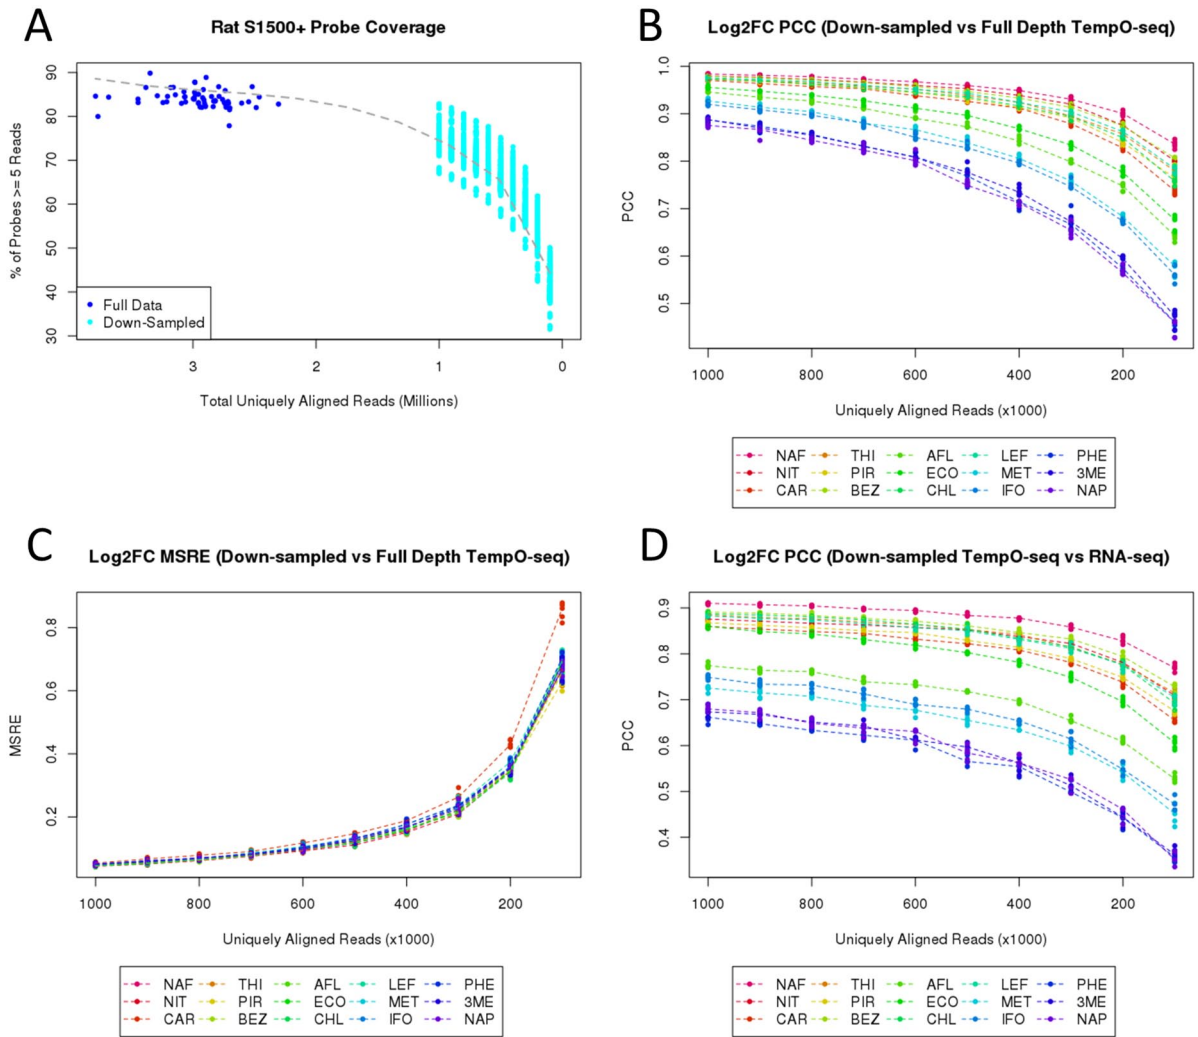 A
Rat S1500+ Probe Coverage
% of Probes >= 5 Reads
90
80
70
60
50
40
30
Full Data
Down-Sampled
3 2 1 0
Total Uniquely Aligned Reads (Millions)
B
Log2FC PCC (Down-sampled vs Full Depth TempO-seq)
PCC
1.0
0.9
0.8
0.7
0.6
0.5
1000 800 600 400 200
Uniquely Aligned Reads (x1000)
NAF THI AFL LEF PHE
NIT PIR ECO MET 3ME
CAR BEZ CHL IFO NAP
C
Log2FC MSRE (Down-sampled vs Full Depth TempO-seq)
MSRE
0.8
0.6
0.4
0.2
1000 800 600 400 200
Uniquely Aligned Reads (x1000)
NAF THI AFL LEF PHE
NIT PIR ECO MET 3ME
CAR BEZ CHL IFO NAP
D
Log2FC PCC (Down-sampled TempO-seq vs RNA-seq)
PCC
0.9
0.8
0.7
0.6
0.5
0.4
1000 800 600 400 200
Uniquely Aligned Reads (x1000)
NAF THI AFL LEF PHE
NIT PIR ECO MET 3ME
CAR BEZ CHL IFO NAP